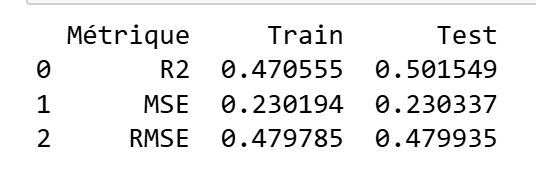 Métrique Train Test
0 R2 0.470555 0.501549
1 MSE 0.230194 0.230337
2 RMSE 0.479785 0.479935